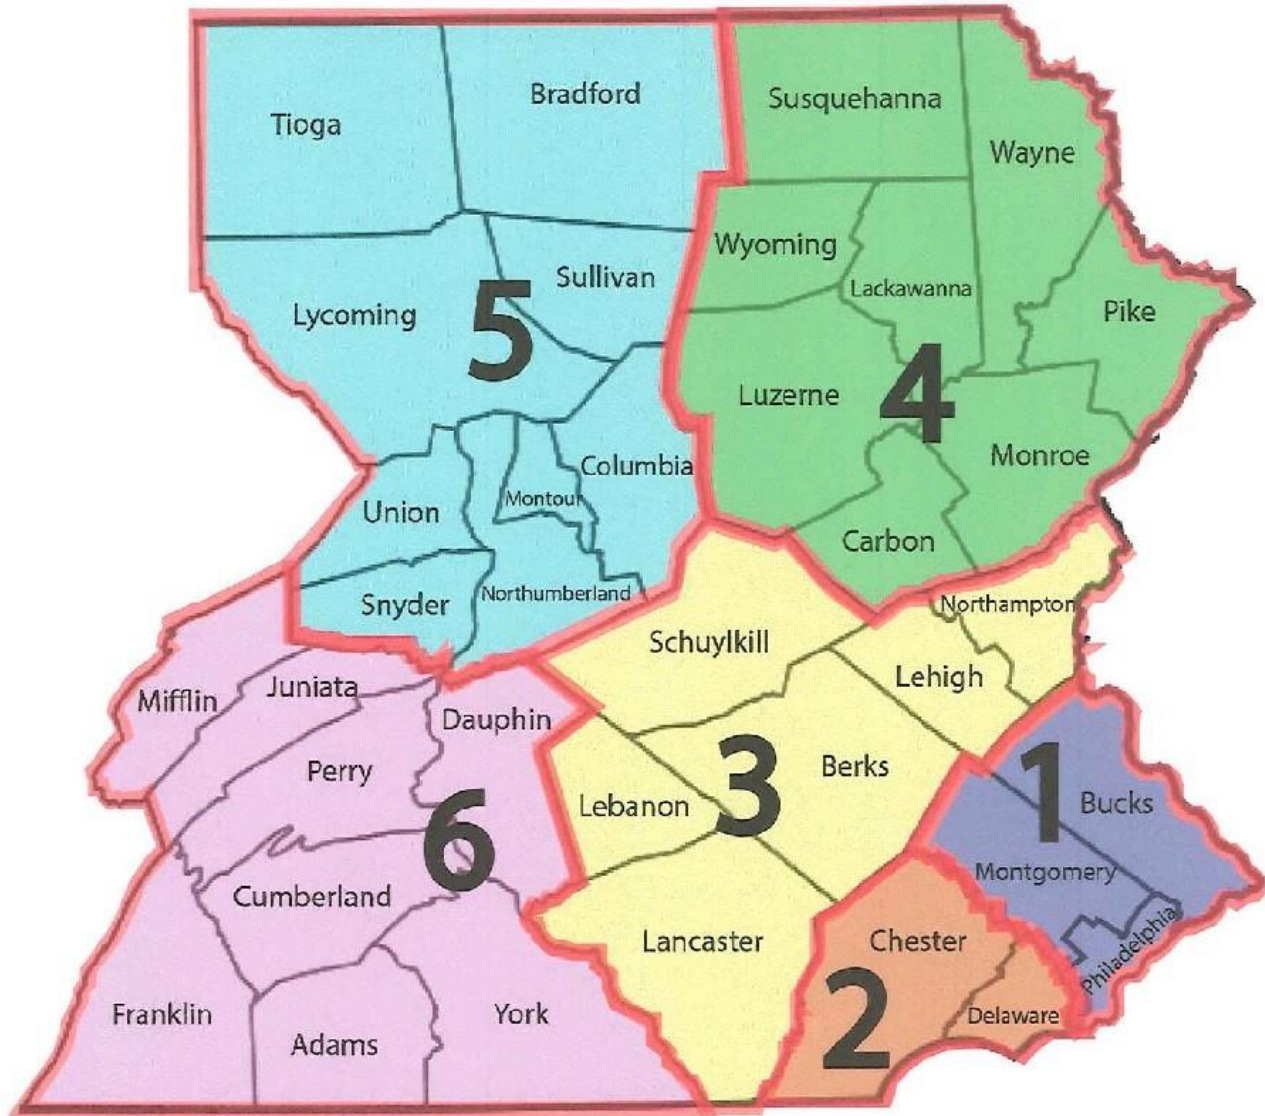 Tioga
Bradford
Susquehanna
Wayne
Lycoming
Sullivan
5
Wyoming
Lackawanna
Pike
Luzerne
4
Monroe
Union
Montour
Columbia
Carbon
Snyder
Northumberland
Schuylkill
Northampton
Lehigh
Mifflin
Juniata
Dauphin
Perry
6
Lebanon
3
Berks
1
Bucks
Montgomery
Philadelphia
Cumberland
Lancaster
Chester
2
Delaware
Franklin
Adams
York